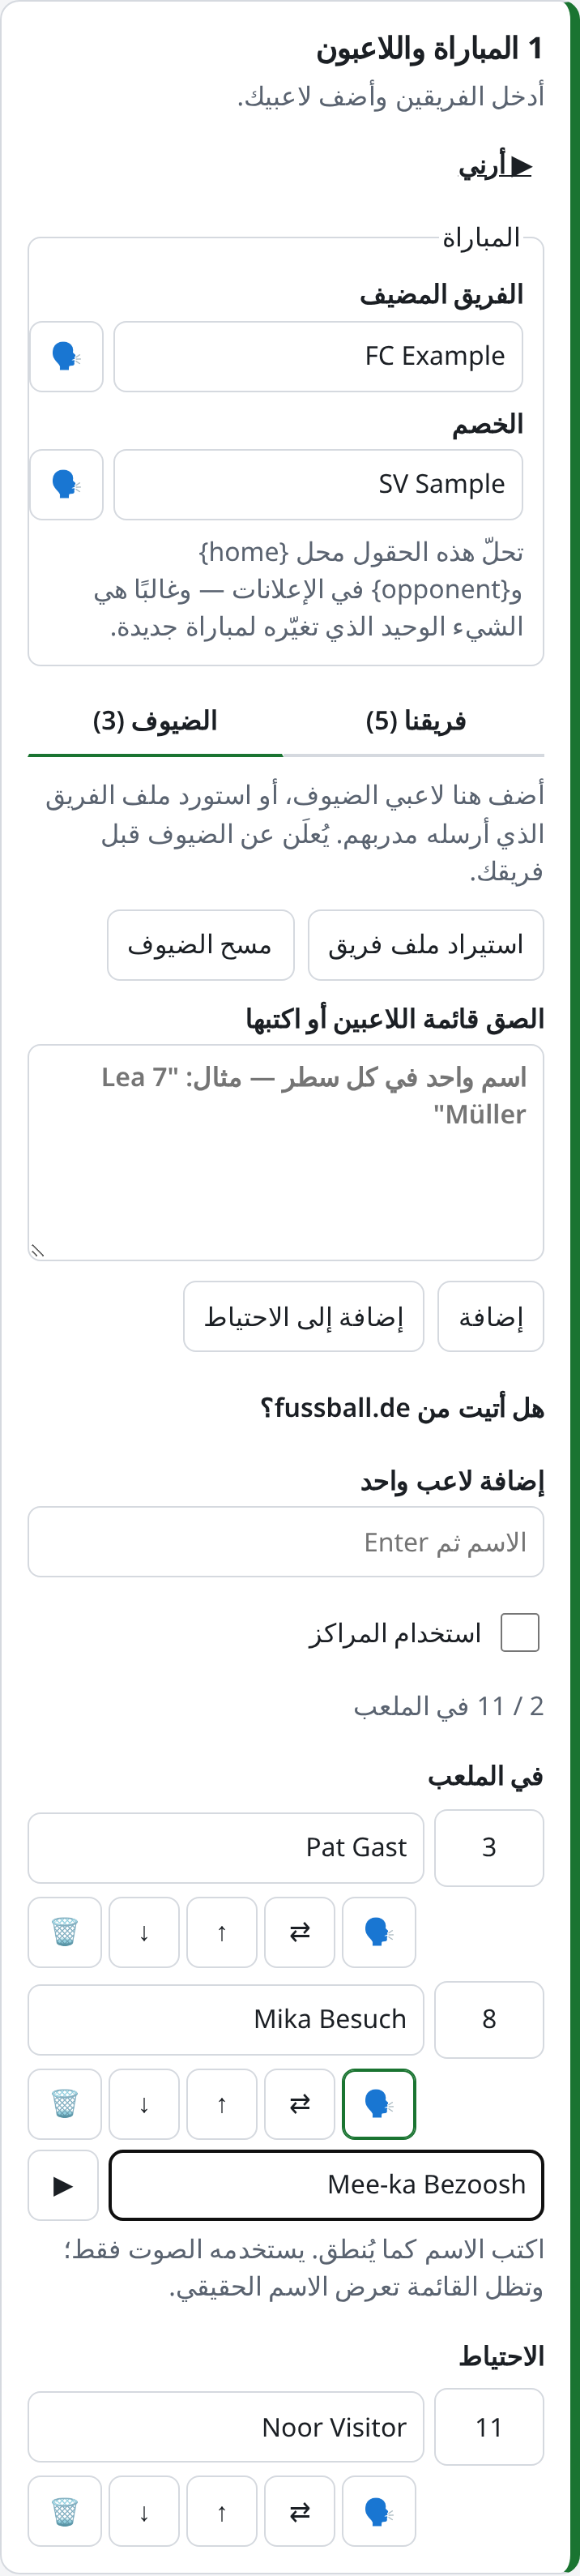 1 المباراة واللاعبون
أدخل الفريقين وأضف لاعبيك.
▶ أرني
المباراة
الفريق المضيف
FC Example
الخصم
SV Sample
تحلّ هذه الحقول محل {home}
و{opponent} في الإعلانات — وغالبًا هي
الشيء الوحيد الذي تغيّره لمباراة جديدة.
فريقنا (5)
الضيوف (3)
أضف هنا لاعبي الضيوف، أو استورد ملف الفريق
الذي أرسله مدربهم. يُعلَن عن الضيوف قبل
فريقك.
استيراد ملف فريق
مسح الضيوف
الصق قائمة اللاعبين أو اكتبها
اسم واحد في كل سطر — مثال: "7 Lea
Müller"
إضافة
إضافة إلى الاحتياط
هل أتيت من fussball.de؟
إضافة لاعب واحد
الاسم ثم Enter
استخدام المراكز
2 / 11 في الملعب
في الملعب
3
Pat Gast
⇄ ↑ ↓
8
Mika Besuch
⇄ ↑ ↓
Mee-ka Bezoosh
▶
اكتب الاسم كما يُنطق. يستخدمه الصوت فقط؛
وتظل القائمة تعرض الاسم الحقيقي.
الاحتياط
11
Noor Visitor
⇄ ↑ ↓